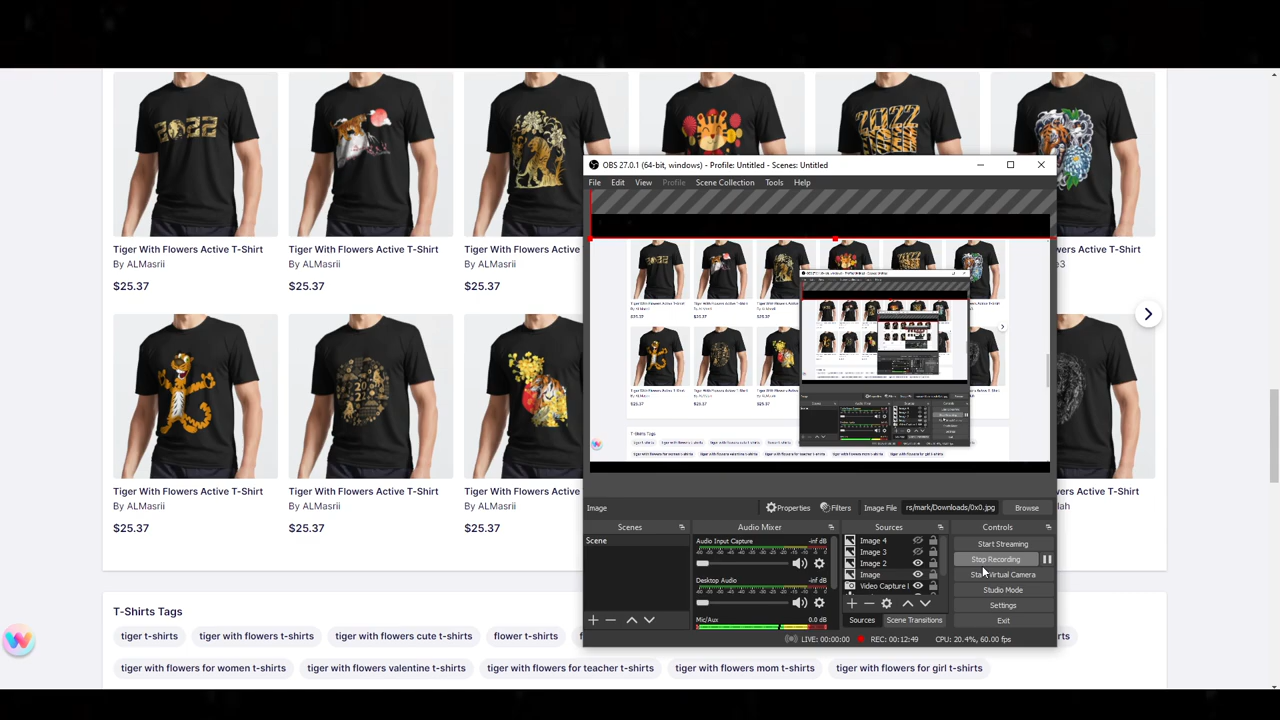 Tiger With Flowers Active T-Shirt
By ALMasrii
$25.37
Tiger With Flowers Active T-Shirt
By ALMasrii
$25.37
Tiger With Flowers
By ALMasrii
$25.37
Tiger With Flowers Active T-Shirt
By ALMasrii
$25.37
Tiger With Flowers Active T-Shirt
By ALMasrii
$25.37
Tiger With Flowers
By ALMasrii
$25.37
Active T-Shirt
Active T-Shirt
2022
2022
TIGER
OBS 27.0.1 (64-bit, windows) - Profile: Untitled - Scenes: Untitled
File Edit View Profile Scene Collection Tools Help
Image Properties Filters Image File rs/mark/Downloads/0x0.jpg Browse
Scenes Audio Mixer Sources Controls
Scene
Audio Input Capture -inf dB
Desktop Audio -inf dB
Mic/Aux 0.0 dB
Image 4
Image 3
Image 2
Image
Video Capture
Sources Scene Transitions
Start Streaming
Stop Recording
Start Virtual Camera
Studio Mode
Settings
Exit
LIVE: 00:00:00 REC: 00:12:49 CPU: 20.4%, 60.00 fps
T-Shirts Tags
tiger t-shirts tiger with flowers t-shirts tiger with flowers cute t-shirts flower t-shirts
tiger with flowers for women t-shirts tiger with flowers valentine t-shirts tiger with flowers for teacher t-shirts tiger with flowers mom t-shirts tiger with flowers for girl t-shirts